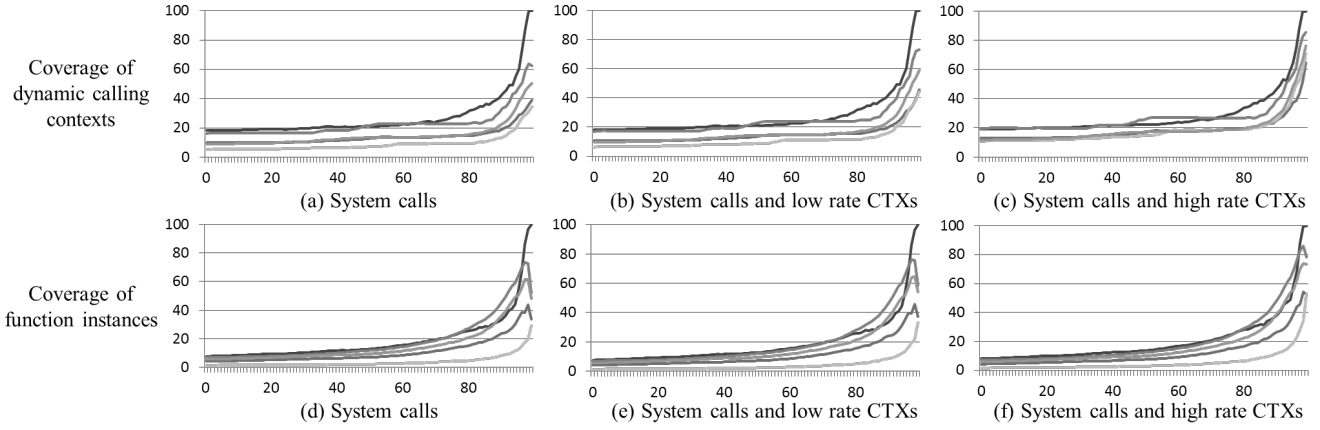 Coverage of
dynamic calling
contexts
100
80
60
40
20
0
0 20 40 60 80
(a) System calls
100
80
60
40
20
0
0 20 40 60 80
(b) System calls and low rate CTXs
100
80
60
40
20
0
0 20 40 60 80
(c) System calls and high rate CTXs
Coverage of
function instances
100
80
60
40
20
0
0 20 40 60 80
(d) System calls
100
80
60
40
20
0
0 20 40 60 80
(e) System calls and low rate CTXs
100
80
60
40
20
0
0 20 40 60 80
(f) System calls and high rate CTXs